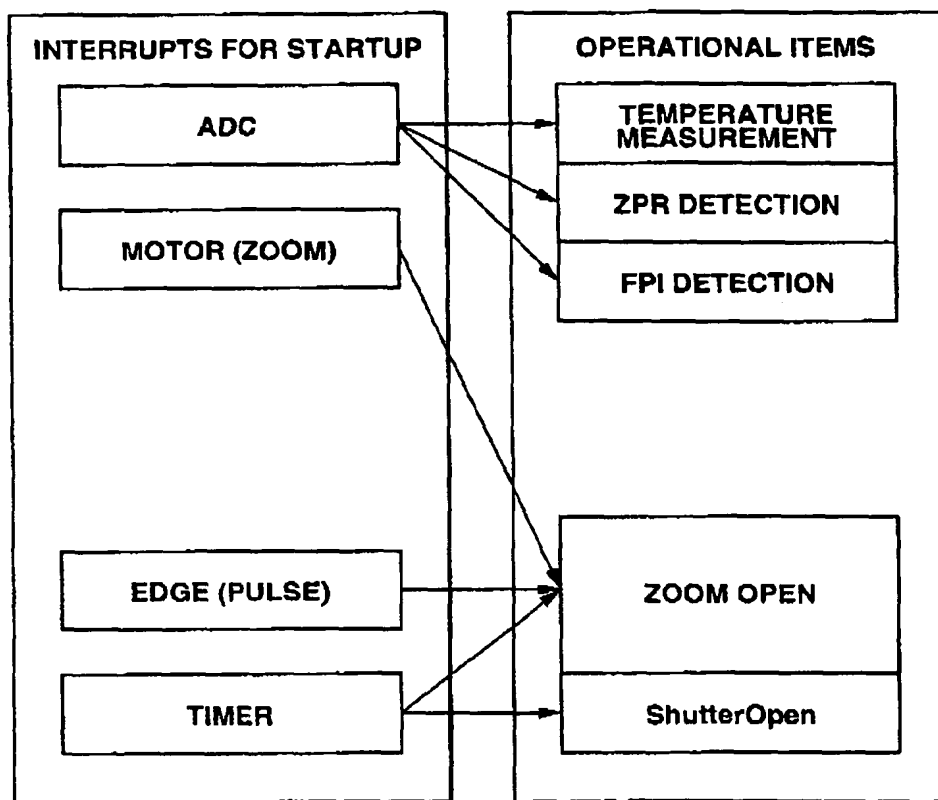 INTERRUPTS FOR STARTUP
ADC
MOTOR (ZOOM)
EDGE (PULSE)
TIMER
OPERATIONAL ITEMS
TEMPERATURE
MEASUREMENT
ZPR DETECTION
FPI DETECTION
ZOOM OPEN
ShutterOpen